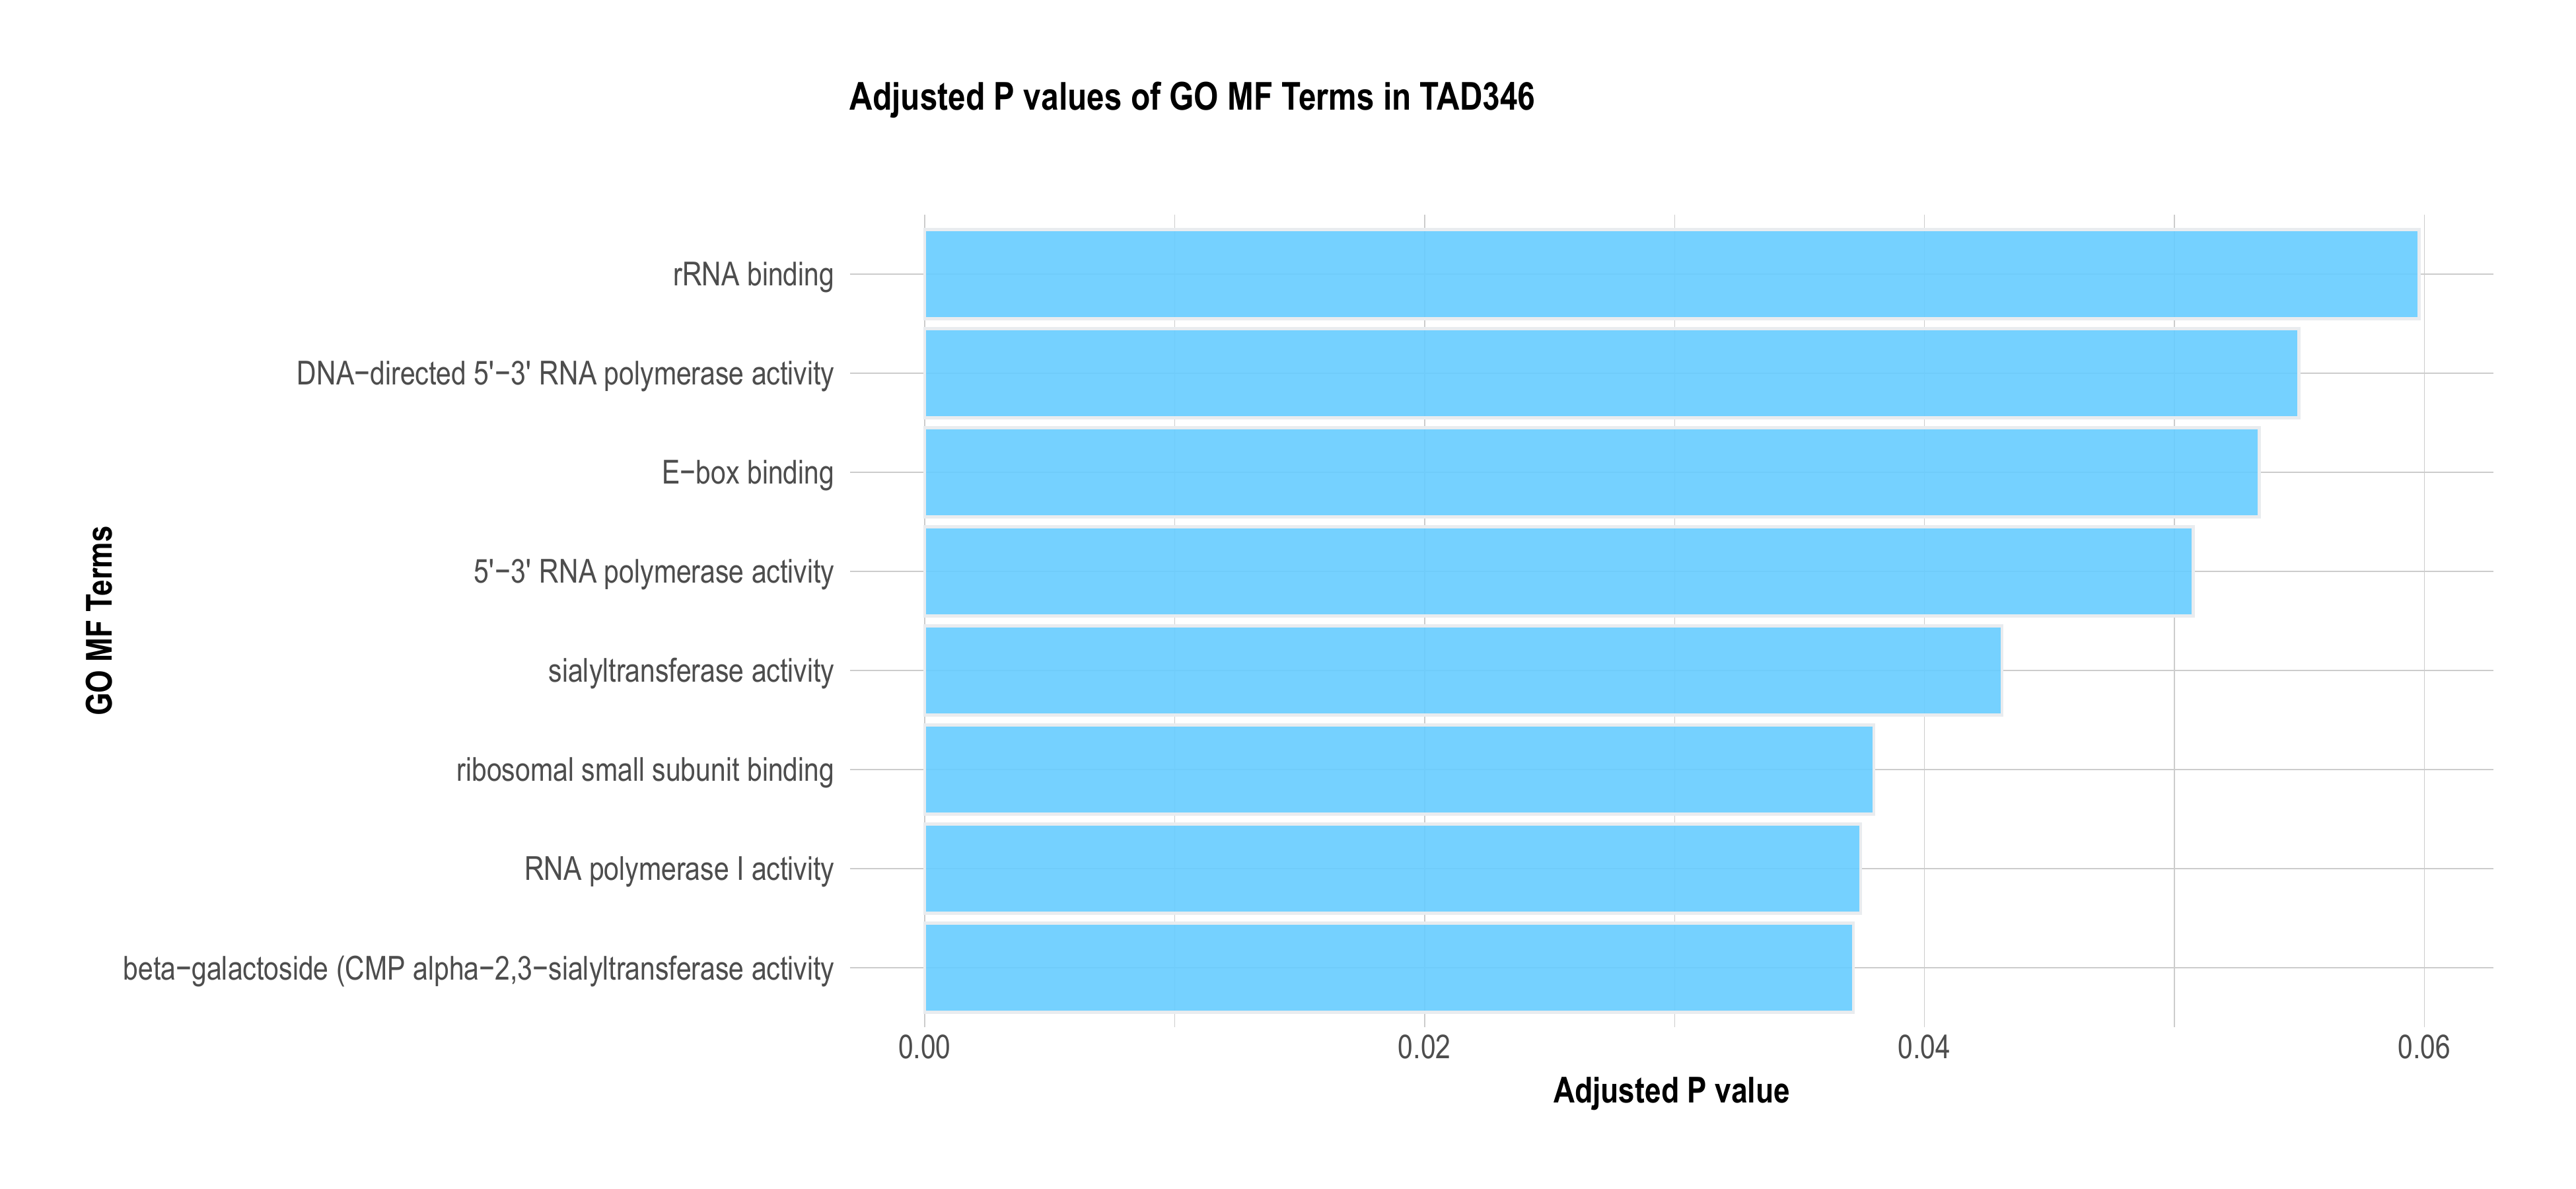 Adjusted P values of GO MF Terms in TAD346
GO MF Terms
rRNA binding
DNA−directed 5'−3' RNA polymerase activity
E−box binding
5'−3' RNA polymerase activity
sialyltransferase activity
ribosomal small subunit binding
RNA polymerase I activity
beta−galactoside (CMP alpha−2,3−sialyltransferase activity
0.00 0.02 0.04 0.06
Adjusted P value